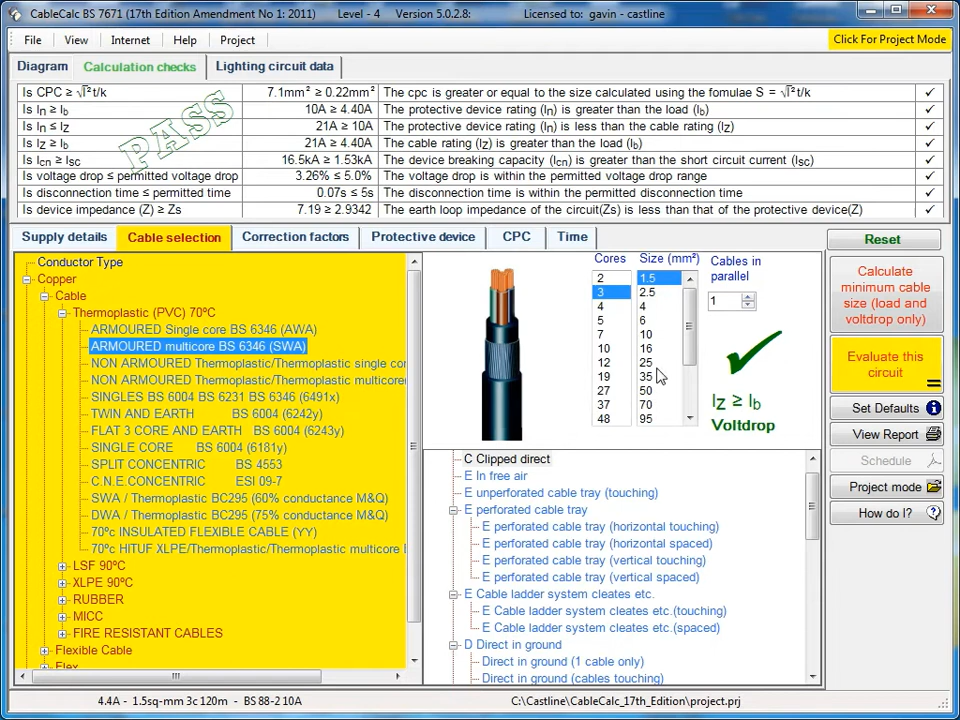 CableCalc BS 7671 (17th Edition Amendment No 1: 2011) Level - 4 Version 5.0.2.8: Licensed to: gavin - castline
File View Internet Help Project
Click For Project Mode
Diagram Calculation checks Lighting circuit data
Is CPC ≥ √I²t/k 7.1mm² ≥ 0.22mm² The cpc is greater or equal to the size calculated using the fomulae S = √I²t/k ✓
Is In ≥ Ib 10A ≥ 4.40A The protective device rating (In) is greater than the load (Ib) ✓
Is In ≤ Iz 21A ≥ 10A The protective device rating (In) is less than the cable rating (Iz) ✓
Is Iz ≥ Ib 21A ≥ 4.40A The cable rating (Iz) is greater than the load (Ib) ✓
Is Icn ≥ Isc 16.5kA ≥ 1.53kA The device breaking capacity (Icn) is greater than the short circuit current (Isc) ✓
Is voltage drop ≤ permitted voltage drop 3.26% ≤ 5.0% The voltage drop is within the permitted voltage drop range ✓
Is disconnection time ≤ permitted time 0.07s ≤ 5s The disconnection time is within the permitted disconnection time ✓
Is device impedance (Z) ≥ Zs 7.19 ≥ 2.9342 The earth loop impedance of the circuit(Zs) is less than that of the protective device(Z) ✓
PASS
Supply details Cable selection Correction factors Protective device CPC Time
Conductor Type
Copper
Cable
Thermoplastic (PVC) 70ºC
ARMOURED Single core BS 6346 (AWA)
ARMOURED multicore BS 6346 (SWA)
NON ARMOURED Thermoplastic/Thermoplastic single cor
NON ARMOURED Thermoplastic/Thermoplastic multicore
SINGLES BS 6004 BS 6231 BS 6346 (6491x)
TWIN AND EARTH BS 6004 (6242y)
FLAT 3 CORE AND EARTH BS 6004 (6243y)
SINGLE CORE BS 6004 (6181y)
SPLIT CONCENTRIC BS 4553
C.N.E CONCENTRIC ESI 09-7
SWA / Thermoplastic BC295 (60% conductance M&Q)
DWA / Thermoplastic BC295 (75% conductance M&Q)
70ºc INSULATED FLEXIBLE CABLE (YY)
70ºc HITUF XLPE/Thermoplastic/Thermoplastic multicore
LSF 90ºC
XLPE 90ºC
RUBBER
MICC
FIRE RESISTANT CABLES
Flexible Cable
Flex
Cores Size (mm²)
2 1.5
3 2.5
4 4
5 6
7 10
10 16
12 25
19 35
27 50
37 70
48 95
Cables in
parallel
1
Iz ≥ Ib
Voltdrop
C Clipped direct
E In free air
E unperforated cable tray (touching)
E perforated cable tray
E perforated cable tray (horizontal touching)
E perforated cable tray (horizontal spaced)
E perforated cable tray (vertical touching)
E perforated cable tray (vertical spaced)
E Cable ladder system cleates etc.
E Cable ladder system cleates etc.(touching)
E Cable ladder system cleates etc.(spaced)
D Direct in ground
Direct in ground (1 cable only)
Direct in ground (cables touching)
Reset
Calculate
minimum cable
size (load and
voltdrop only)
Evaluate this
circuit
Set Defaults
View Report
Schedule
Project mode
How do I?
4.4A - 1.5sq-mm 3c 120m - BS 88-2 10A C:\Castline\CableCalc_17th_Edition\project.prj